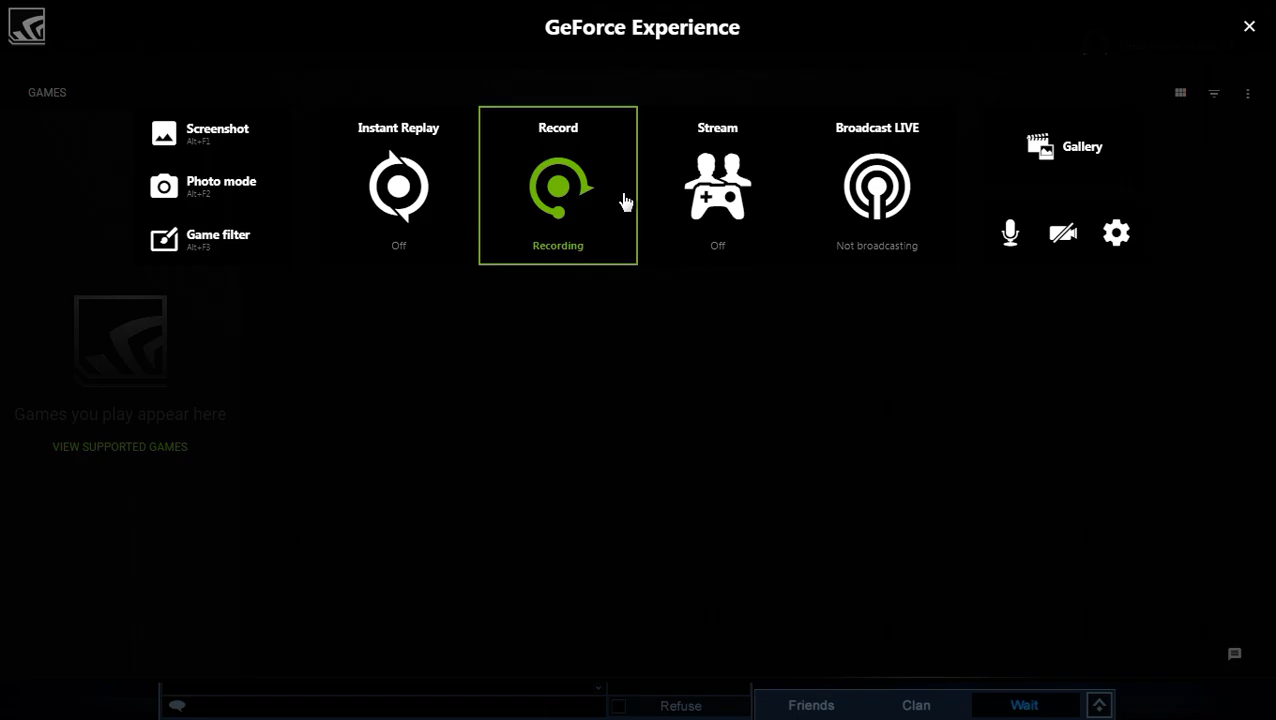 GeForce Experience
GAMES
Screenshot
Alt+F1
Photo mode
Alt+F2
Game filter
Alt+F3
Instant Replay
Off
Record
Recording
Stream
Off
Broadcast LIVE
Not broadcasting
Gallery
Games you play appear here
VIEW SUPPORTED GAMES
Refuse
Friends
Clan
Wait